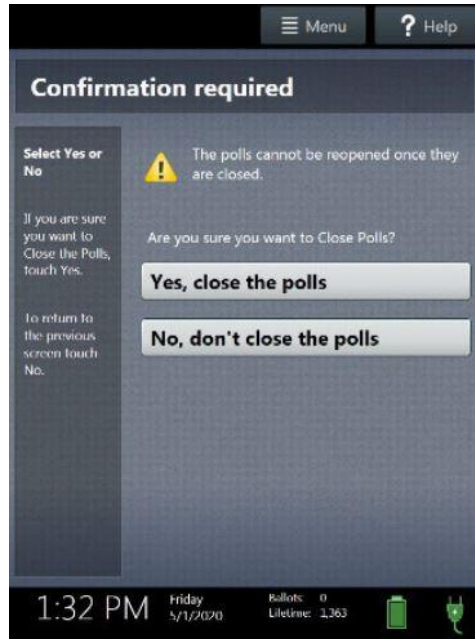 Menu
? Help
Confirmation required
Select Yes or
No
If you are sure
you want to
Close the Polls,
touch Yes.
To return to
the previous
screen touch
No.
The polls cannot be reopened once they
are closed.
Are you sure you want to Close Polls?
Yes, close the polls
No, don't close the polls
1:32 PM
Friday
5/1/2020
Ballots: 0
Lifetime: 1,363